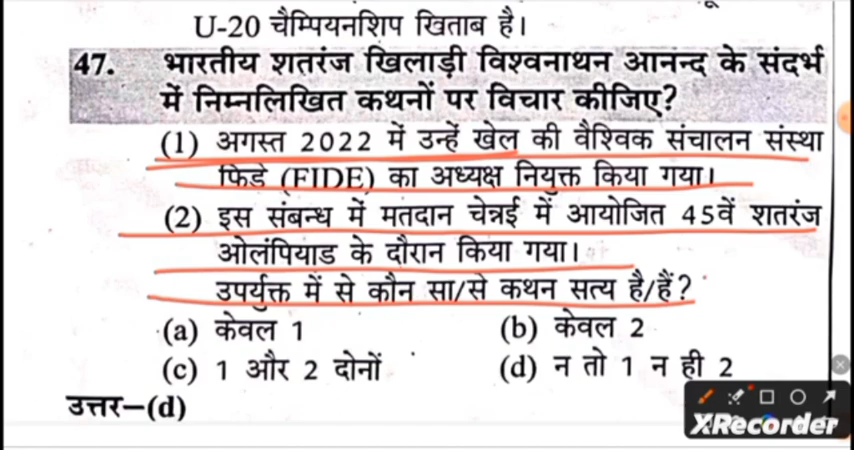 U-20 चैम्पियनशिप खिताब है।
47. भारतीय शतरंज खिलाड़ी विश्वनाथन आनन्द के संदर्भ
में निम्नलिखित कथनों पर विचार कीजिए?
(1) अगस्त 2022 में उन्हें खेल की वैश्विक संचालन संस्था
फिडे (FIDE) का अध्यक्ष नियुक्त किया गया।
(2) इस संबन्ध में मतदान चेन्नई में आयोजित 45वें शतरंज
ओलंपियाड के दौरान किया गया।
उपर्युक्त में से कौन सा/से कथन सत्य है/हैं?
(a) केवल 1 (b) केवल 2
(c) 1 और 2 दोनों (d) न तो 1 न ही 2
उत्तर–(d)
XRecorder